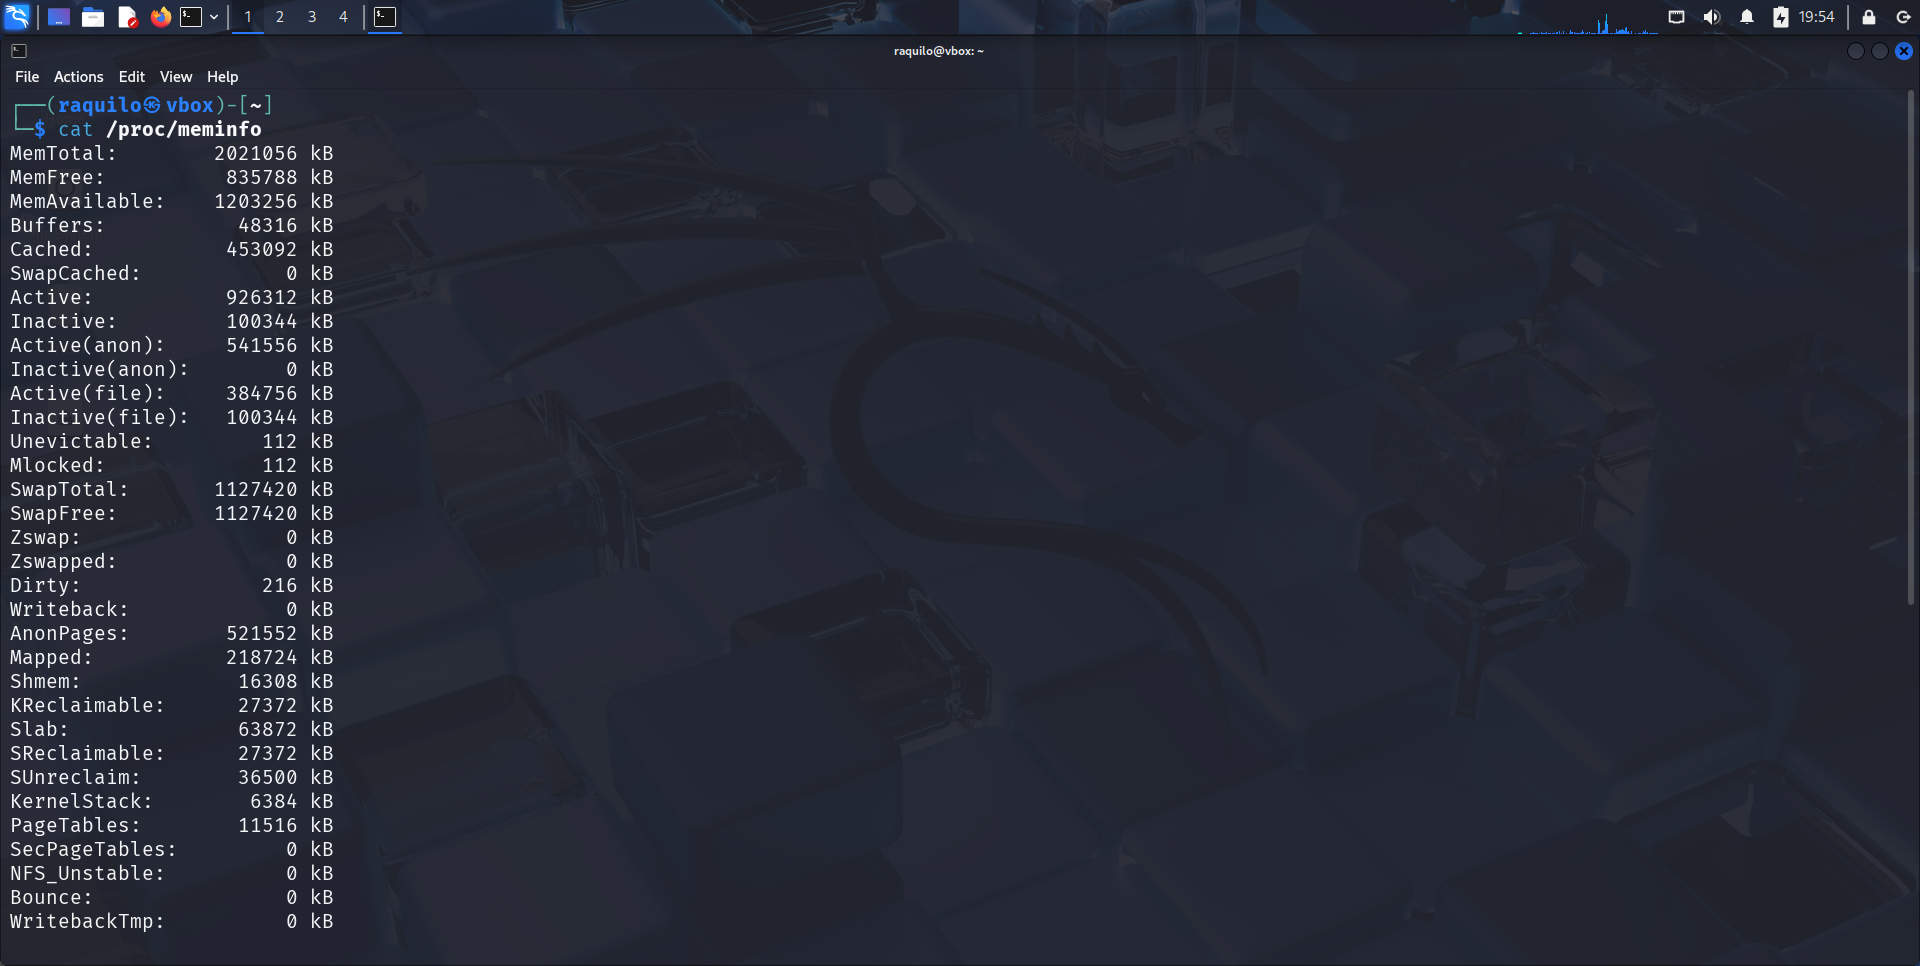 1 2 3 4
19:54
raquilo@vbox: ~
File Actions Edit View Help
┌──(raquilo㉿vbox)-[~]
└─$ cat /proc/meminfo
MemTotal: 2021056 kB
MemFree: 835788 kB
MemAvailable: 1203256 kB
Buffers: 48316 kB
Cached: 453092 kB
SwapCached: 0 kB
Active: 926312 kB
Inactive: 100344 kB
Active(anon): 541556 kB
Inactive(anon): 0 kB
Active(file): 384756 kB
Inactive(file): 100344 kB
Unevictable: 112 kB
Mlocked: 112 kB
SwapTotal: 1127420 kB
SwapFree: 1127420 kB
Zswap: 0 kB
Zswapped: 0 kB
Dirty: 216 kB
Writeback: 0 kB
AnonPages: 521552 kB
Mapped: 218724 kB
Shmem: 16308 kB
KReclaimable: 27372 kB
Slab: 63872 kB
SReclaimable: 27372 kB
SUnreclaim: 36500 kB
KernelStack: 6384 kB
PageTables: 11516 kB
SecPageTables: 0 kB
NFS_Unstable: 0 kB
Bounce: 0 kB
WritebackTmp: 0 kB